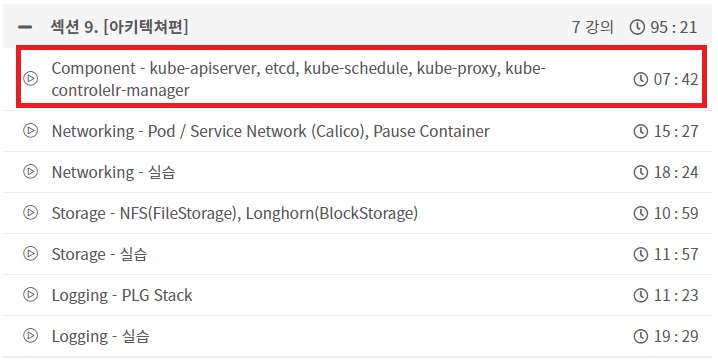 섹션 9. [아키텍쳐편] 7 강의 95 : 21
Component - kube-apiserver, etcd, kube-schedule, kube-proxy, kube-
controlelr-manager 07 : 42
Networking - Pod / Service Network (Calico), Pause Container 15 : 27
Networking - 실습 18 : 24
Storage - NFS(FileStorage), Longhorn(BlockStorage) 10 : 59
Storage - 실습 11 : 57
Logging - PLG Stack 11 : 23
Logging - 실습 19 : 29